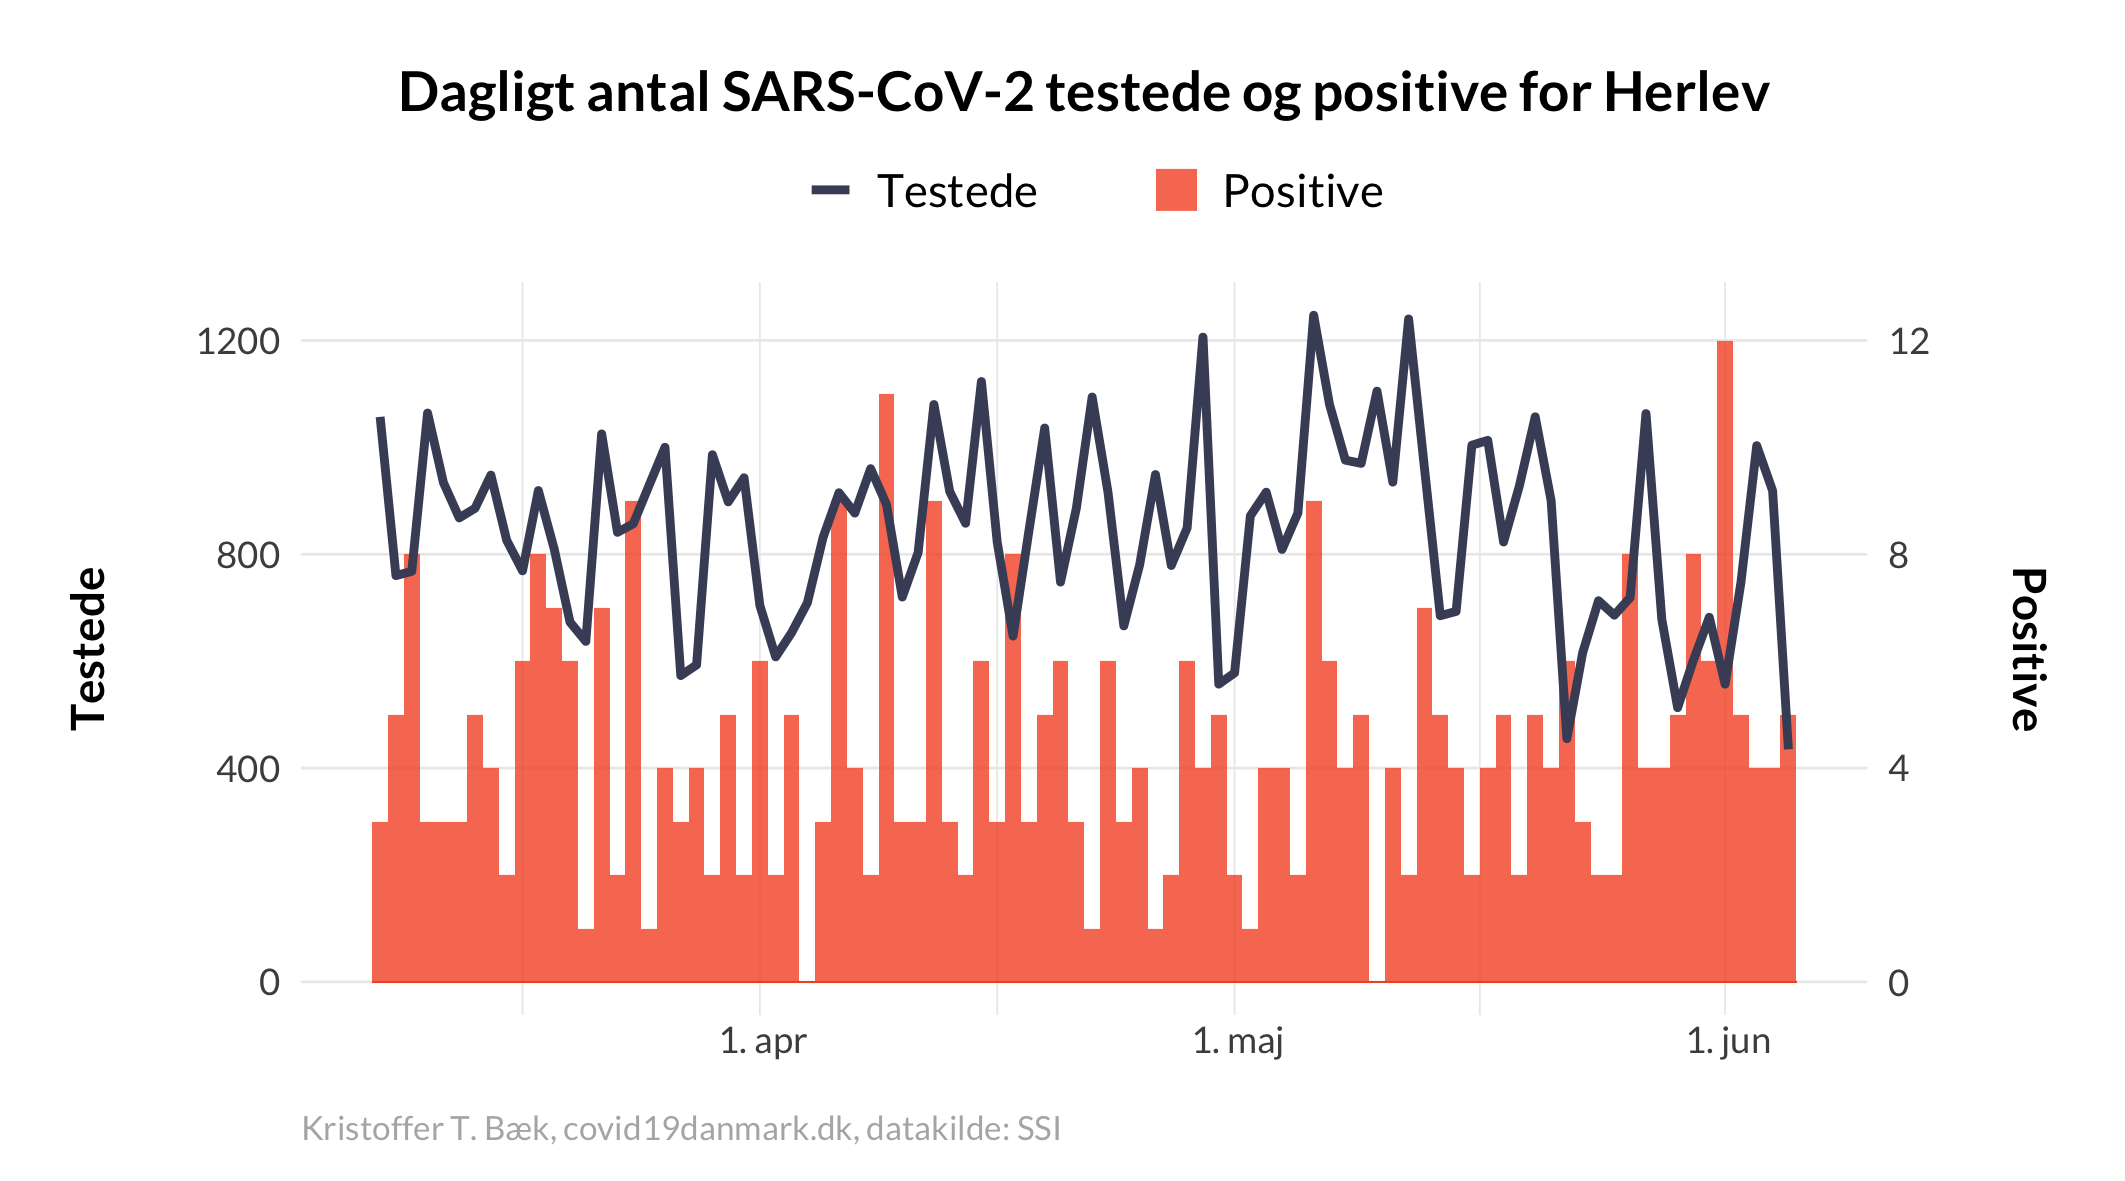 Dagligt antal SARS-CoV-2 testede og positive for Herlev
Testede
Positive
1200
800
400
0
Testede
12
8
4
0
Positive
1. apr
1. maj
1. jun
Kristoffer T. Bæk, covid19danmark.dk, datakilde: SSI